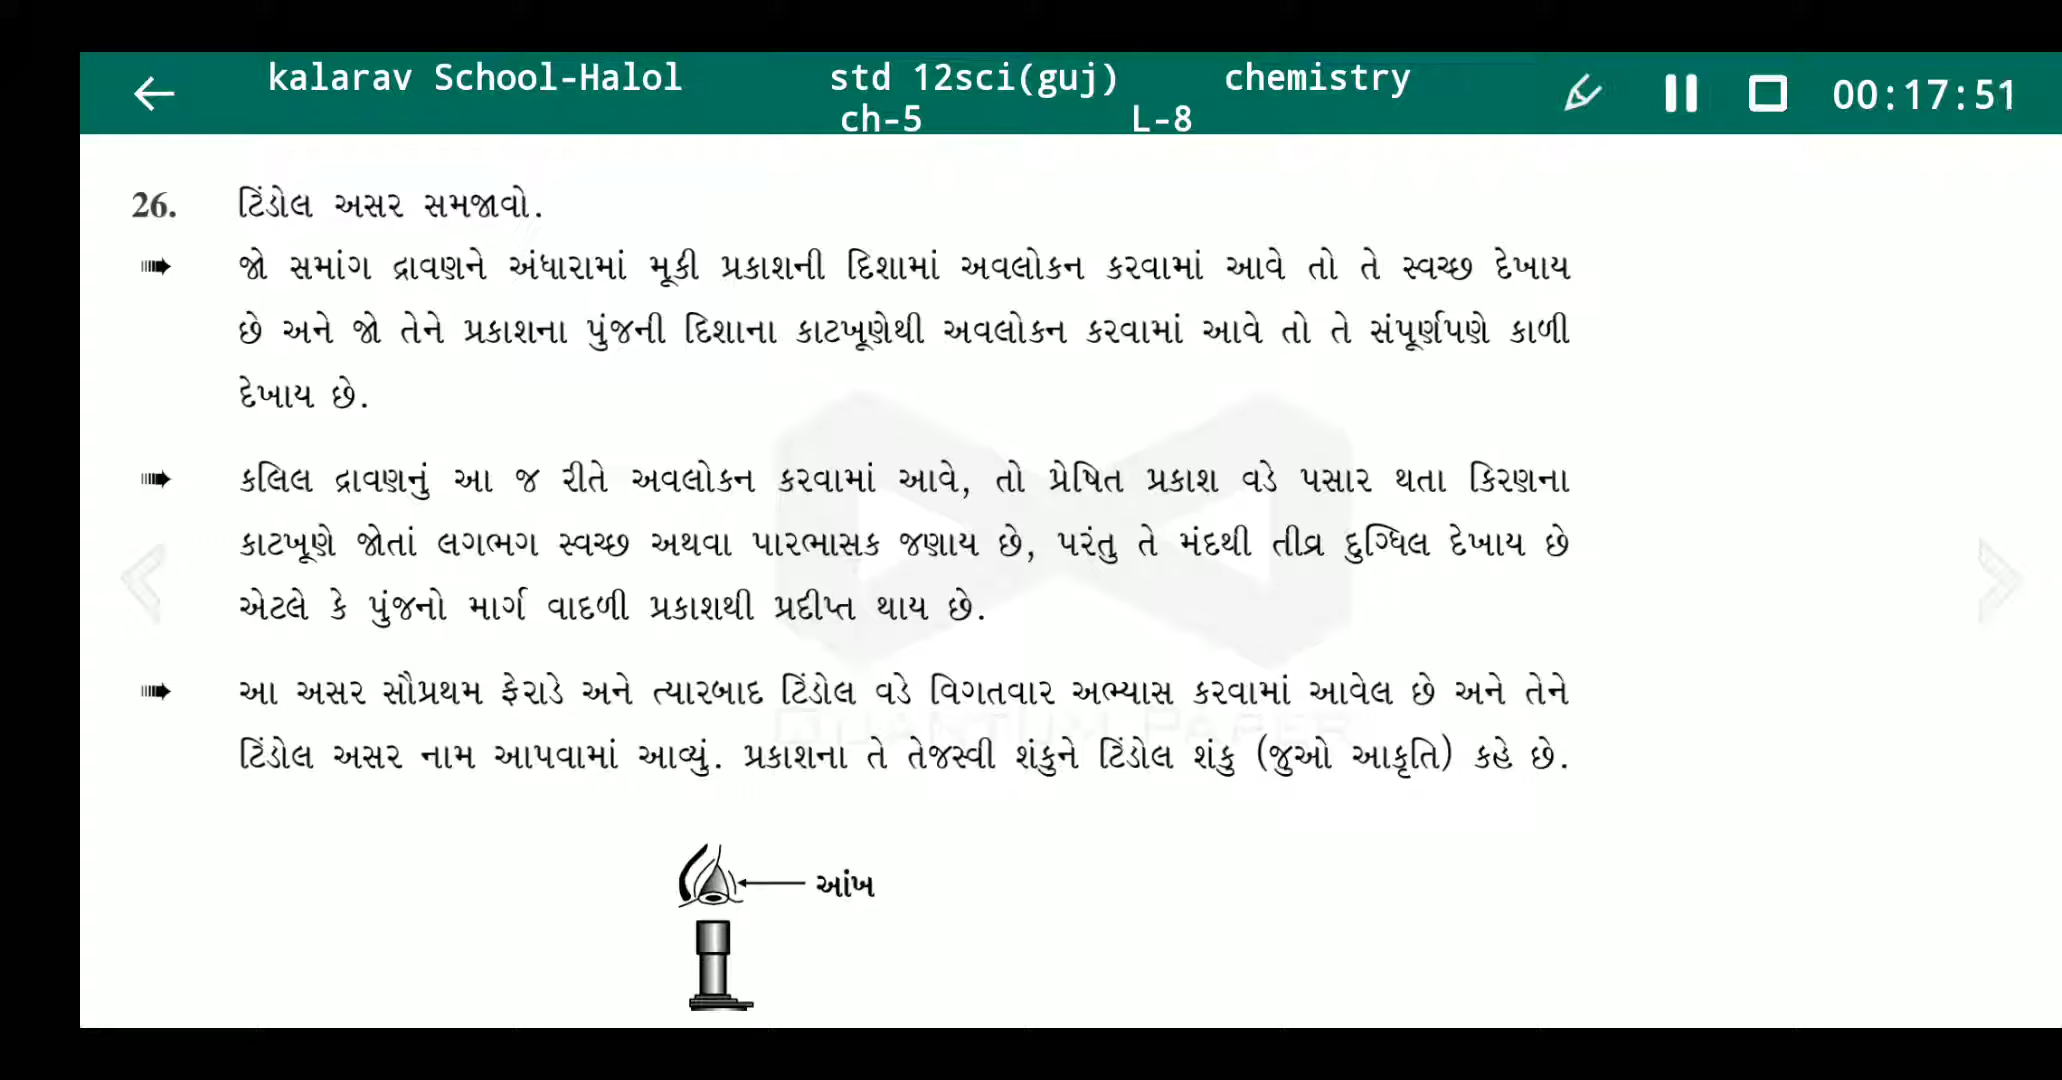 kalarav School-Halol std 12sci(guj) chemistry
ch-5 L-8
00:17:51
26. ટિંડોલ અસર સમજાવો.
જો સમાંગ દ્રાવણને અંધારામાં મૂકી પ્રકાશની દિશામાં અવલોકન કરવામાં આવે તો તે સ્વચ્છ દેખાય
છે અને જો તેને પ્રકાશના પુંજની દિશાના કાટખૂણેથી અવલોકન કરવામાં આવે તો તે સંપૂર્ણપણે કાળી
દેખાય છે.
કલિલ દ્રાવણનું આ જ રીતે અવલોકન કરવામાં આવે, તો પ્રેષિત પ્રકાશ વડે પસાર થતા કિરણના
કાટખૂણે જોતાં લગભગ સ્વચ્છ અથવા પારભાસક જણાય છે, પરંતુ તે મંદથી તીવ્ર દુગ્ધિલ દેખાય છે
એટલે કે પુંજનો માર્ગ વાદળી પ્રકાશથી પ્રદીપ્ત થાય છે.
આ અસર સૌપ્રથમ ફેરાડે અને ત્યારબાદ ટિંડોલ વડે વિગતવાર અભ્યાસ કરવામાં આવેલ છે અને તેને
ટિંડોલ અસર નામ આપવામાં આવ્યું. પ્રકાશના તે તેજસ્વી શંકુને ટિંડોલ શંકુ (જુઓ આકૃતિ) કહે છે.
QUANTUM PAPER
આંખ